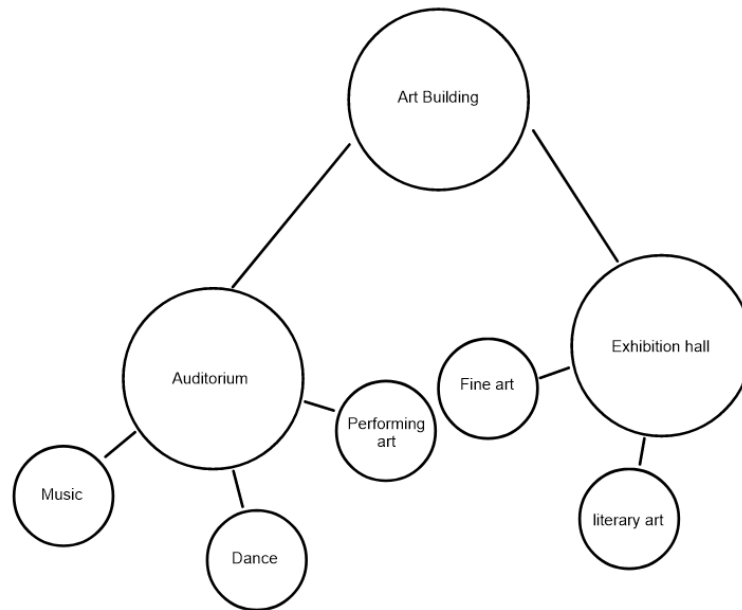 Art Building
Auditorium
Exhibition hall
Fine art
Performing
art
Music
Dance
literary art